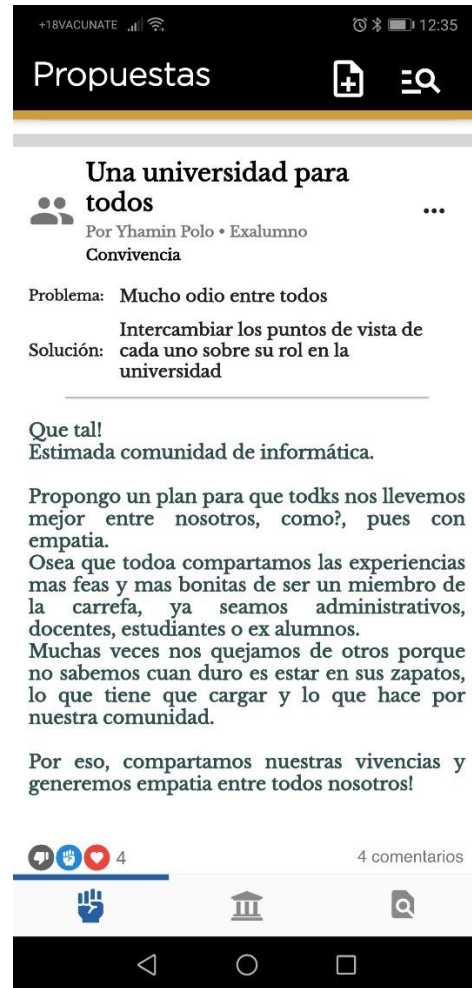 +18VACUNATE
12:35
Propuestas
Una universidad para
todos
Por Yhamin Polo • Exalumno
Convivencia
Problema: Mucho odio entre todos
Intercambiar los puntos de vista de
Solución: cada uno sobre su rol en la
universidad
Que tal!
Estimada comunidad de informática.
Propongo un plan para que todks nos llevemos
mejor entre nosotros, como?, pues con
empatia.
Osea que todoa compartamos las experiencias
mas feas y mas bonitas de ser un miembro de
la carrefa, ya seamos administrativos,
docentes, estudiantes o ex alumnos.
Muchas veces nos quejamos de otros porque
no sabemos cuan duro es estar en sus zapatos,
lo que tiene que cargar y lo que hace por
nuestra comunidad.
Por eso, compartamos nuestras vivencias y
generemos empatia entre todos nosotros!
4
4 comentarios